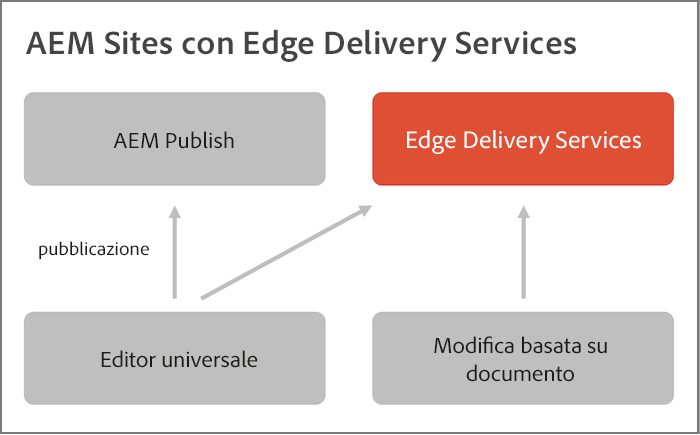 AEM Sites con Edge Delivery Services
AEM Publish
Edge Delivery Services
pubblicazione
Editor universale
Modifica basata su
documento